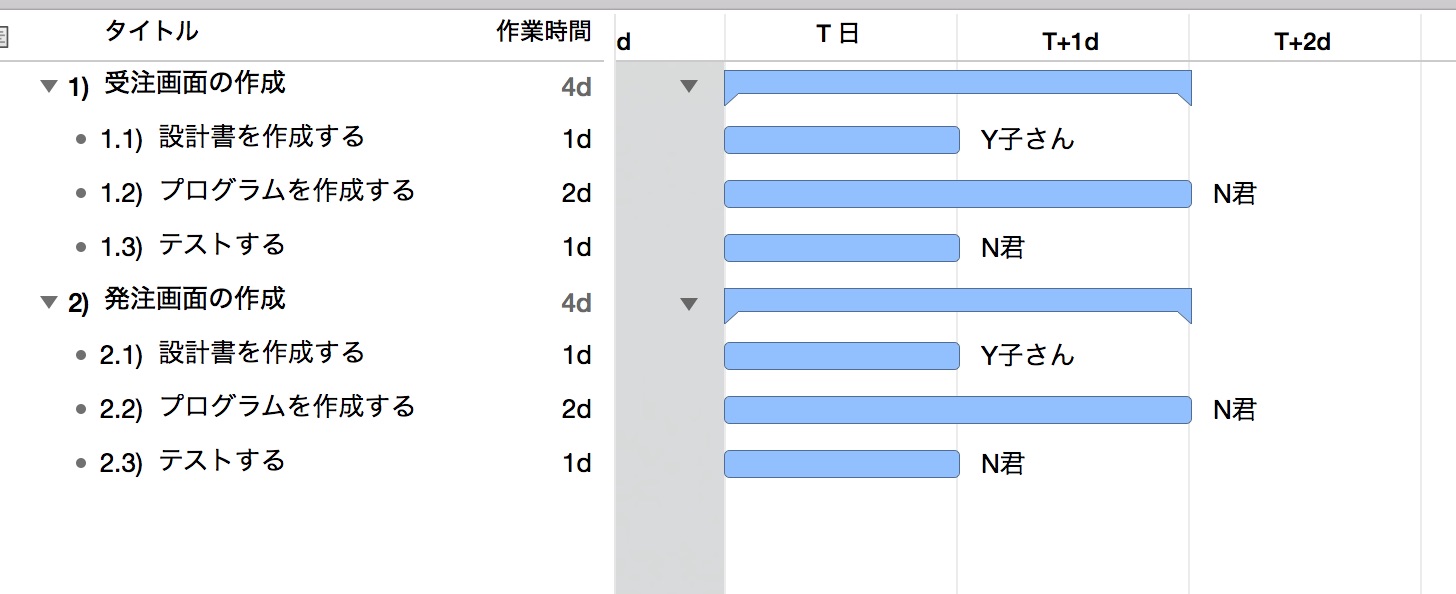 タイトル 作業時間 d T 日 T+1d T+2d
1) 受注画面の作成 4d
1.1) 設計書を作成する 1d Y子さん
1.2) プログラムを作成する 2d N君
1.3) テストする 1d N君
2) 発注画面の作成 4d
2.1) 設計書を作成する 1d Y子さん
2.2) プログラムを作成する 2d N君
2.3) テストする 1d N君